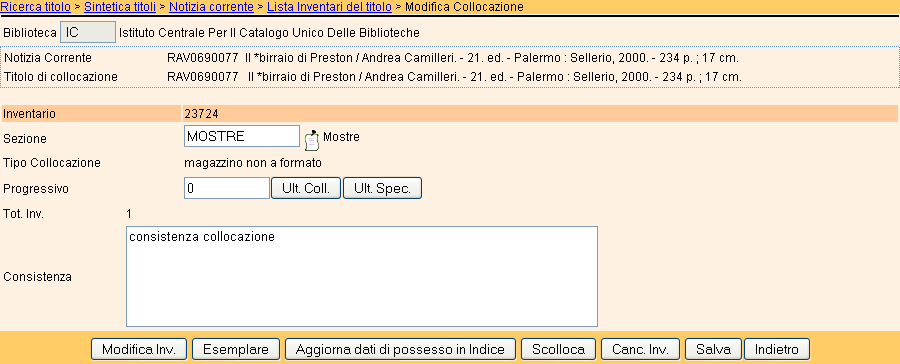 Ricerca titolo > Sintetica titoli > Notizia corrente > Lista Inventari del titolo > Modifica Collocazione
Biblioteca IC Istituto Centrale Per Il Catalogo Unico Delle Biblioteche
Notizia Corrente RAV0690077 Il *birraio di Preston / Andrea Camilleri. - 21. ed. - Palermo : Sellerio, 2000. - 234 p. ; 17 cm.
Titolo di collocazione RAV0690077 Il *birraio di Preston / Andrea Camilleri. - 21. ed. - Palermo : Sellerio, 2000. - 234 p. ; 17 cm.
Inventario 23724
Sezione MOSTRE Mostre
Tipo Collocazione magazzino non a formato
Progressivo 0 Ult. Coll. Ult. Spec.
Tot. Inv. 1
consistenza collocazione
Consistenza
Modifica Inv. Esemplare Aggiorna dati di possesso in Indice Scolloca Canc. Inv. Salva Indietro